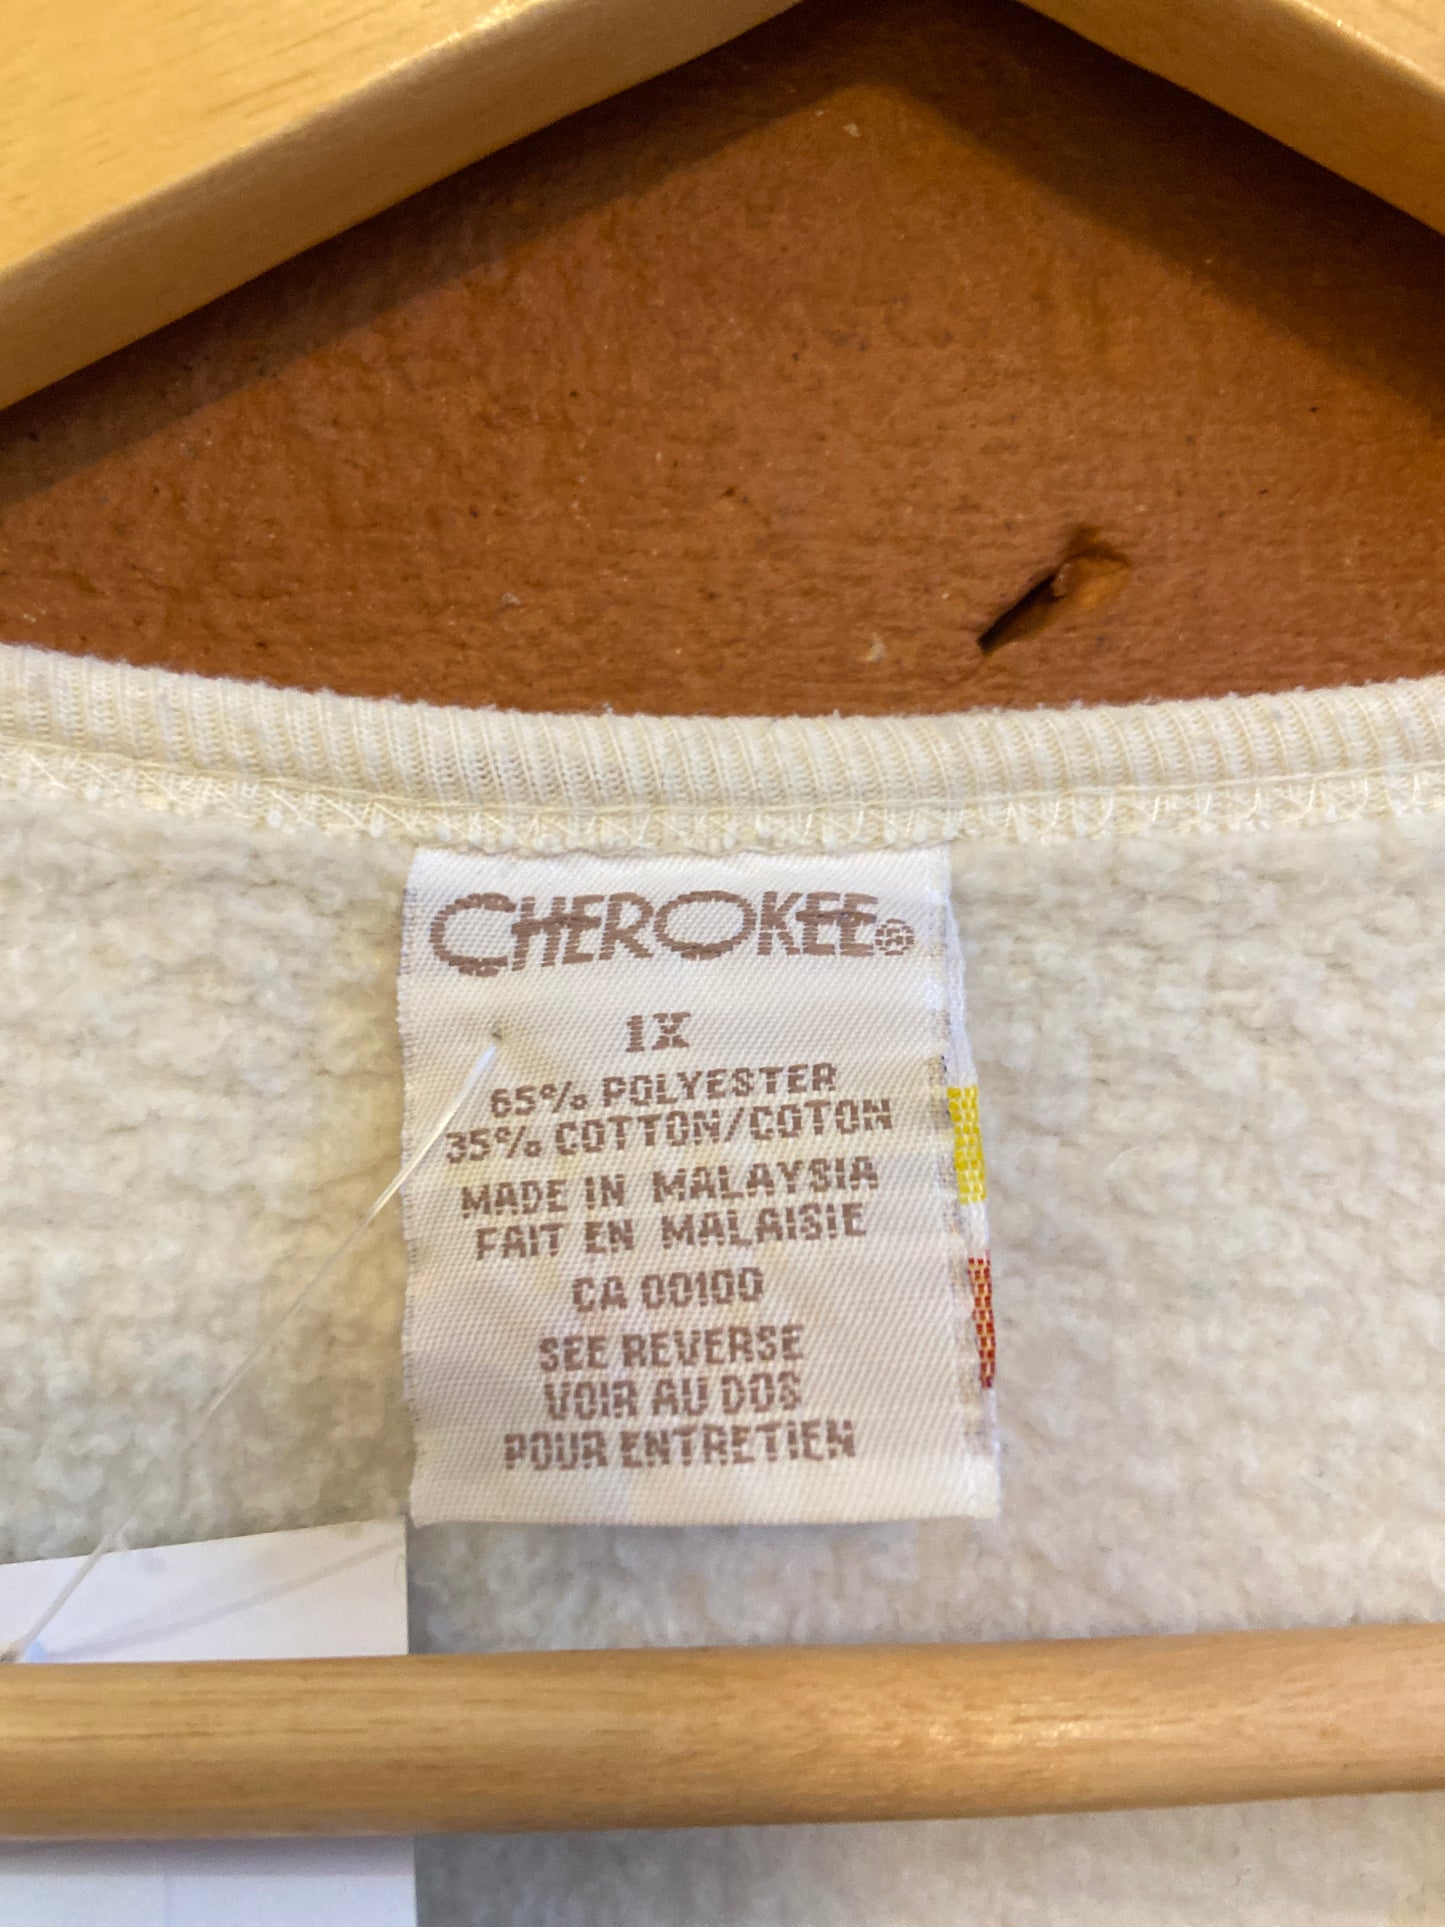 CHEROKEE®
1X
65% POLYESTER
35% COTTON/COTON
MADE IN MALAYSIA
FAIT EN MALAISIE
CA 00100
SEE REVERSE
VOIR AU DOS
POUR ENTRETIEN